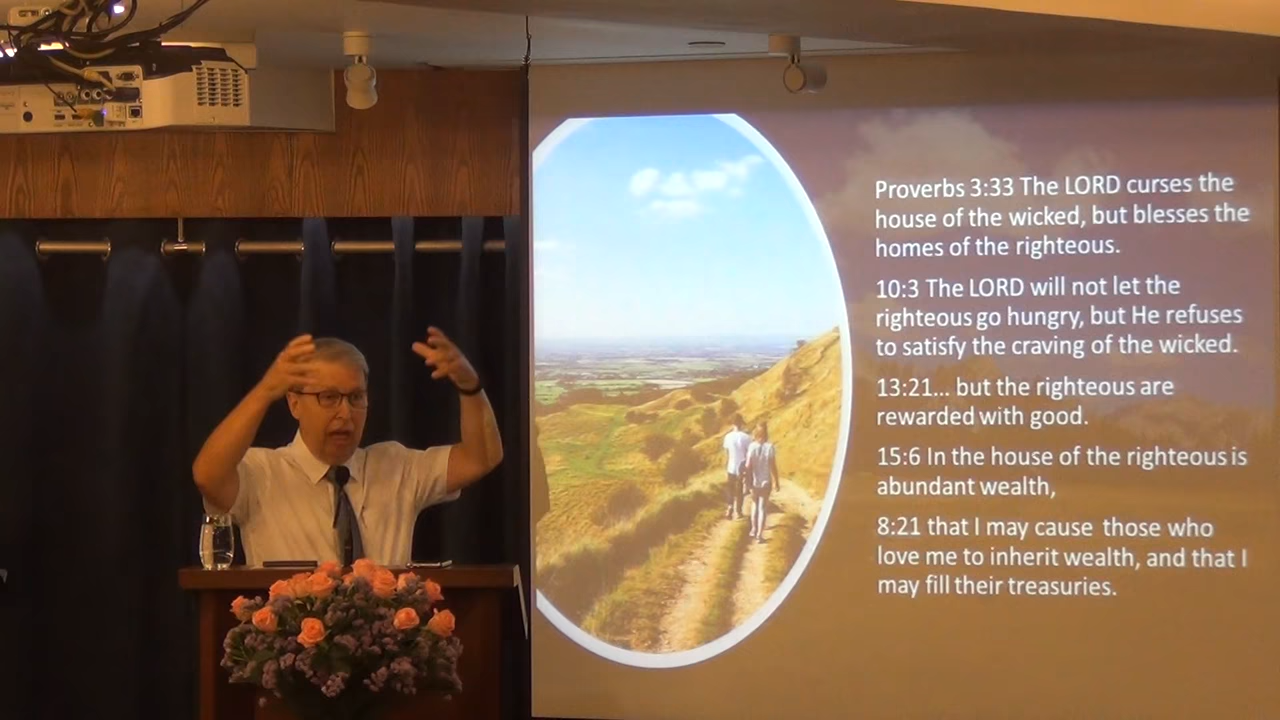 Proverbs 3:33 The LORD curses the
house of the wicked, but blesses the
homes of the righteous.
10:3 The LORD will not let the
righteous go hungry, but He refuses
to satisfy the craving of the wicked.
13:21... but the righteous are
rewarded with good.
15:6 In the house of the righteous is
abundant wealth,
8:21 that I may cause those who
love me to inherit wealth, and that I
may fill their treasuries.